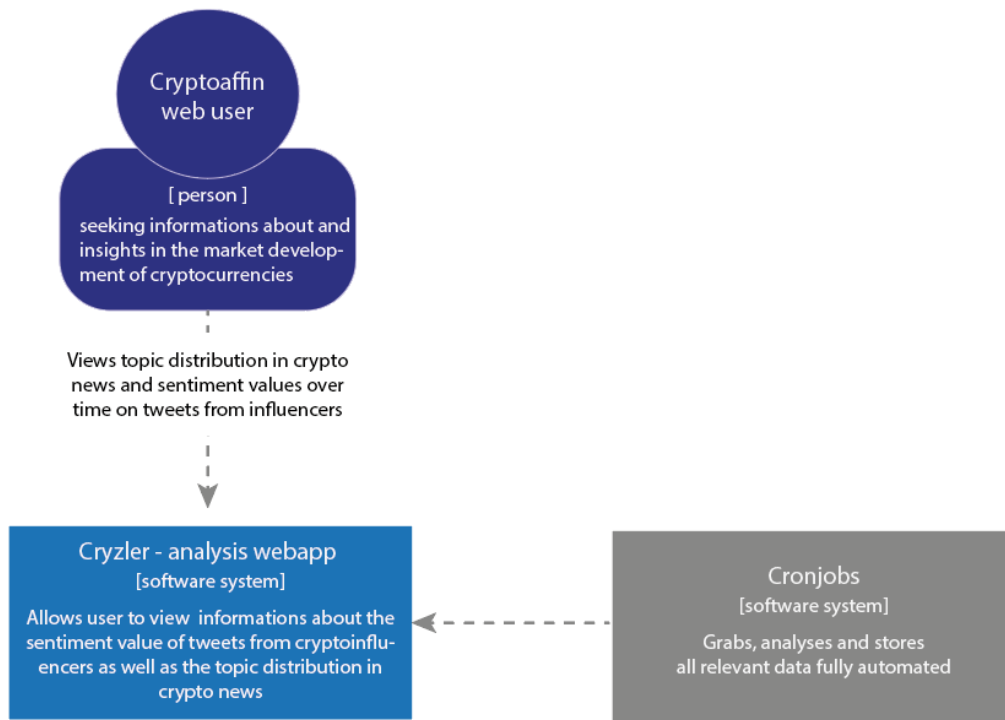 Cryptoaffin
web user
[ person ]
seeking informations about and
insights in the market develop-
ment of cryptocurrencies
Views topic distribution in crypto
news and sentiment values over
time on tweets from influencers
Cryzler - analysis webapp
[software system]
Allows user to view informations about the
sentiment value of tweets from cryptoinflu-
encers as well as the topic distribution in
crypto news
Cronjobs
[software system]
Grabs, analyses and stores
all relevant data fully automated